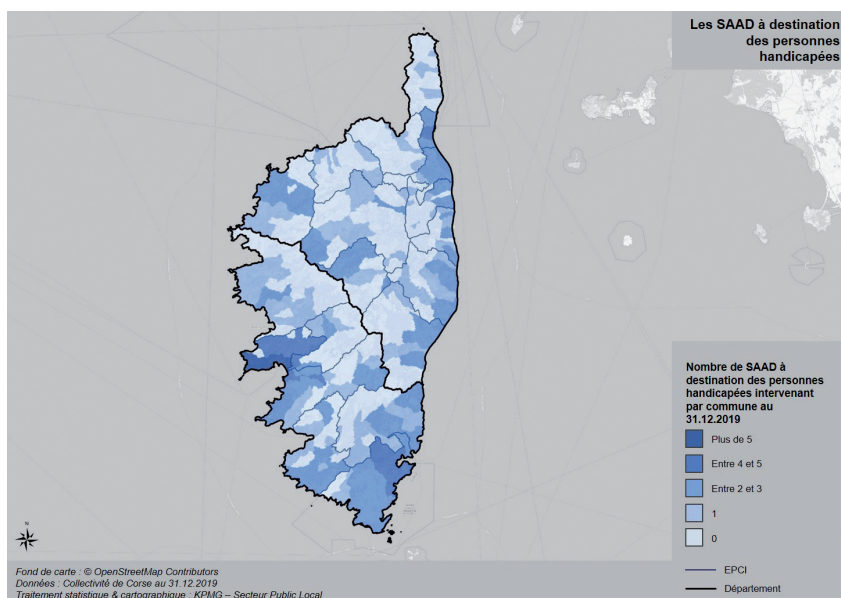 Les SAAD à destination
des personnes
handicapées
Nombre de SAAD à
destination des personnes
handicapées intervenant
par commune au
31.12.2019
Plus de 5
Entre 4 et 5
Entre 2 et 3
1
0
EPCI
Département
N
Fond de carte : © OpenStreetMap Contributors
Données : Collectivité de Corse au 31.12.2019
Traitement statistique & cartographique : KPMG – Secteur Public Local